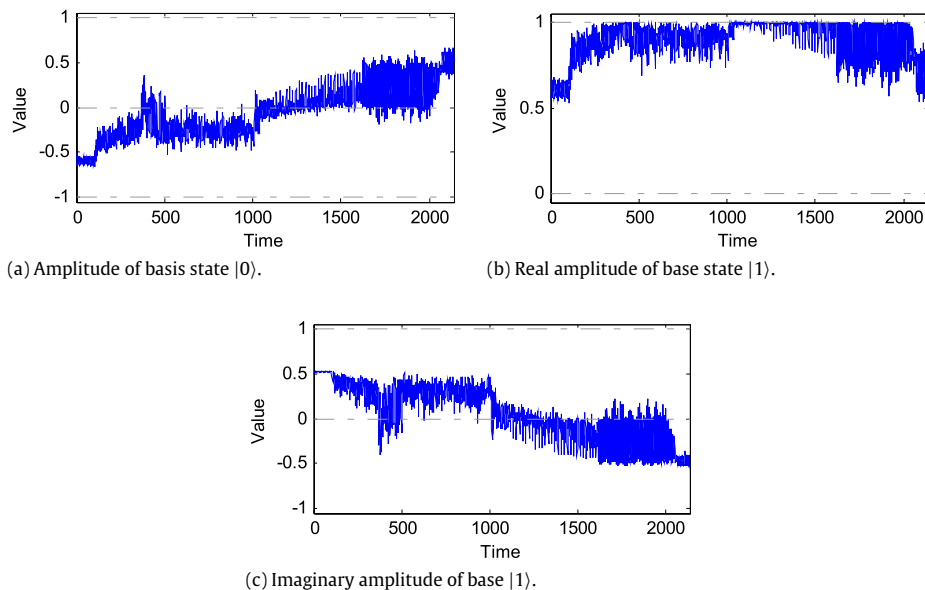 1
0.5
0
-0.5
-1
Value
0 500 1000 1500 2000
Time
(a) Amplitude of basis state |0⟩.
1
0.5
0
Value
0 500 1000 1500 2000
Time
(b) Real amplitude of base state |1⟩.
1
0.5
0
-0.5
-1
Value
0 500 1000 1500 2000
Time
(c) Imaginary amplitude of base |1⟩.